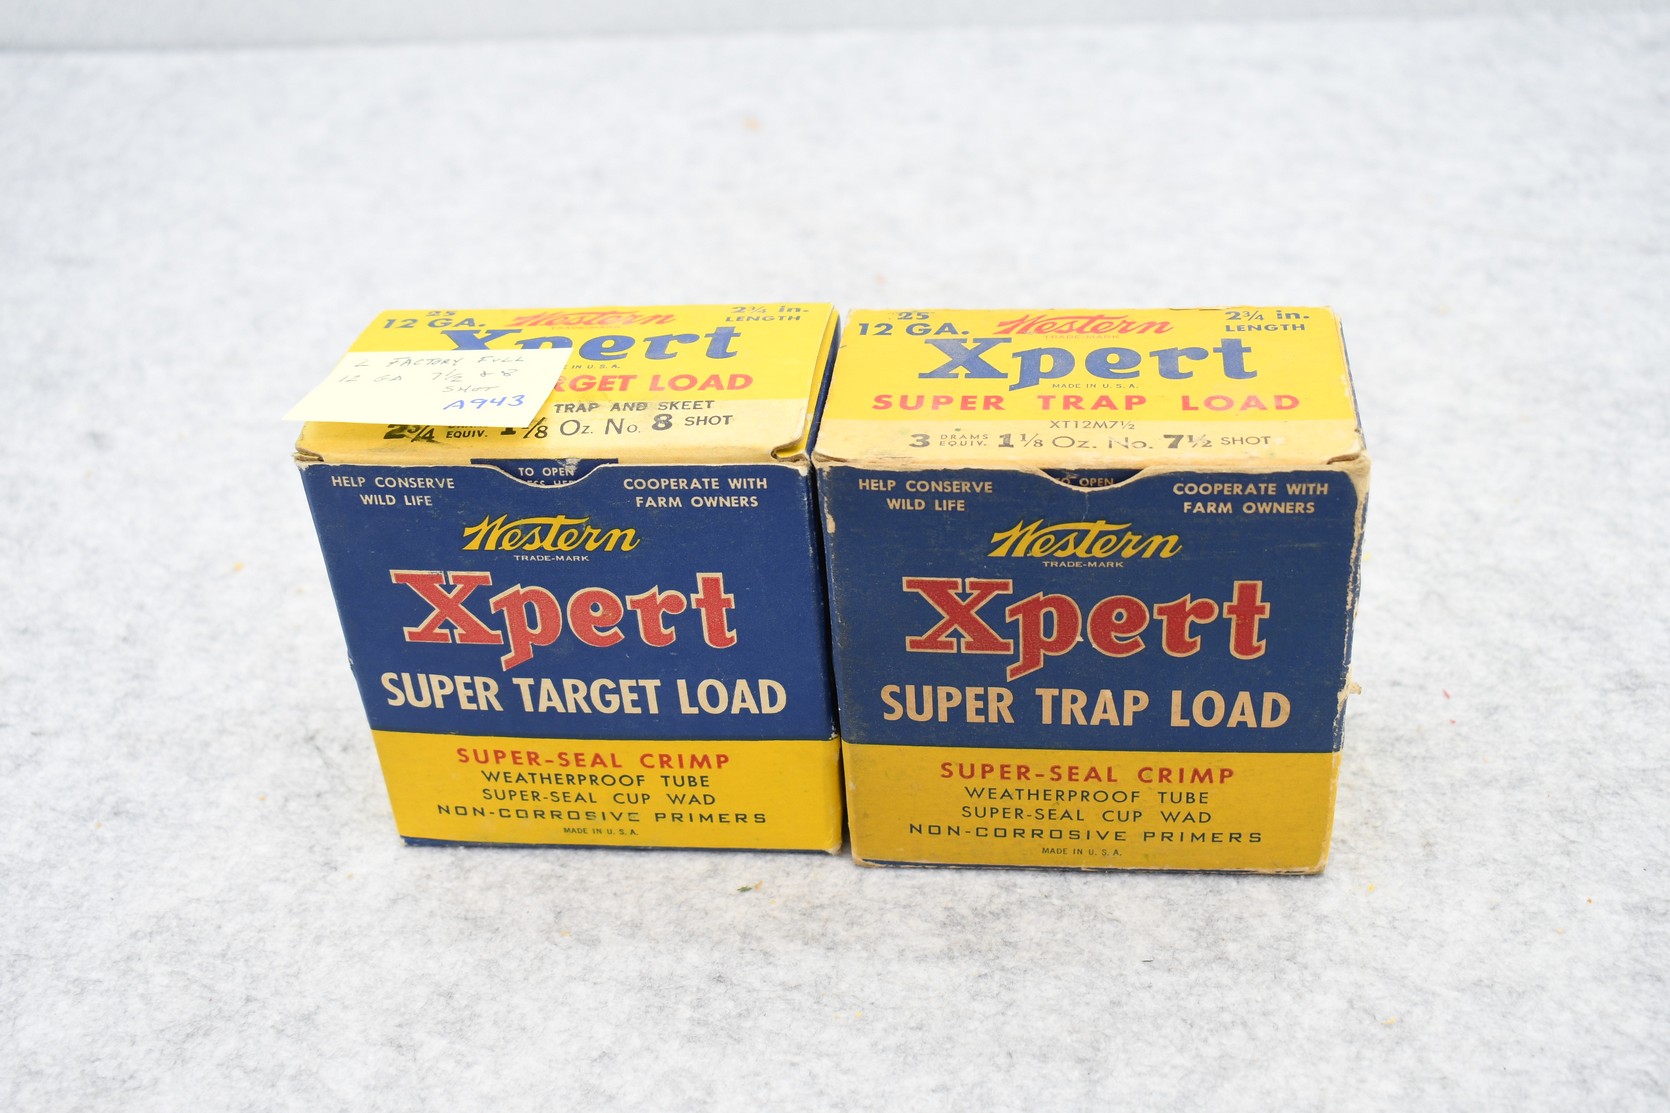 25
12 GA.
Western
2¾ in.
LENGTH
Xpert
IN U.S.A.
RGET LOAD
TRAP AND SKEET
2¾ DRAMS EQUIV. 1⅛ Oz. No. 8 SHOT
2 FACTORY FULL
12 GA 7½ & 8
SHOT
A943
TO OPEN
HELP CONSERVE
WILD LIFE
COOPERATE WITH
FARM OWNERS
Western
TRADE-MARK
Xpert
SUPER TARGET LOAD
SUPER-SEAL CRIMP
WEATHERPROOF TUBE
SUPER-SEAL CUP WAD
NON-CORROSIVE PRIMERS
MADE IN U. S. A.
25
12 GA.
Western
TRADE-MARK
2¾ in.
LENGTH
Xpert
MADE IN U.S.A.
SUPER TRAP LOAD
XT12M7½
3 DRAMS EQUIV. 1⅛ Oz. No. 7½ SHOT
TO OPEN
HELP CONSERVE
WILD LIFE
COOPERATE WITH
FARM OWNERS
Western
TRADE-MARK
Xpert
SUPER TRAP LOAD
SUPER-SEAL CRIMP
WEATHERPROOF TUBE
SUPER-SEAL CUP WAD
NON-CORROSIVE PRIMERS
MADE IN U. S. A.